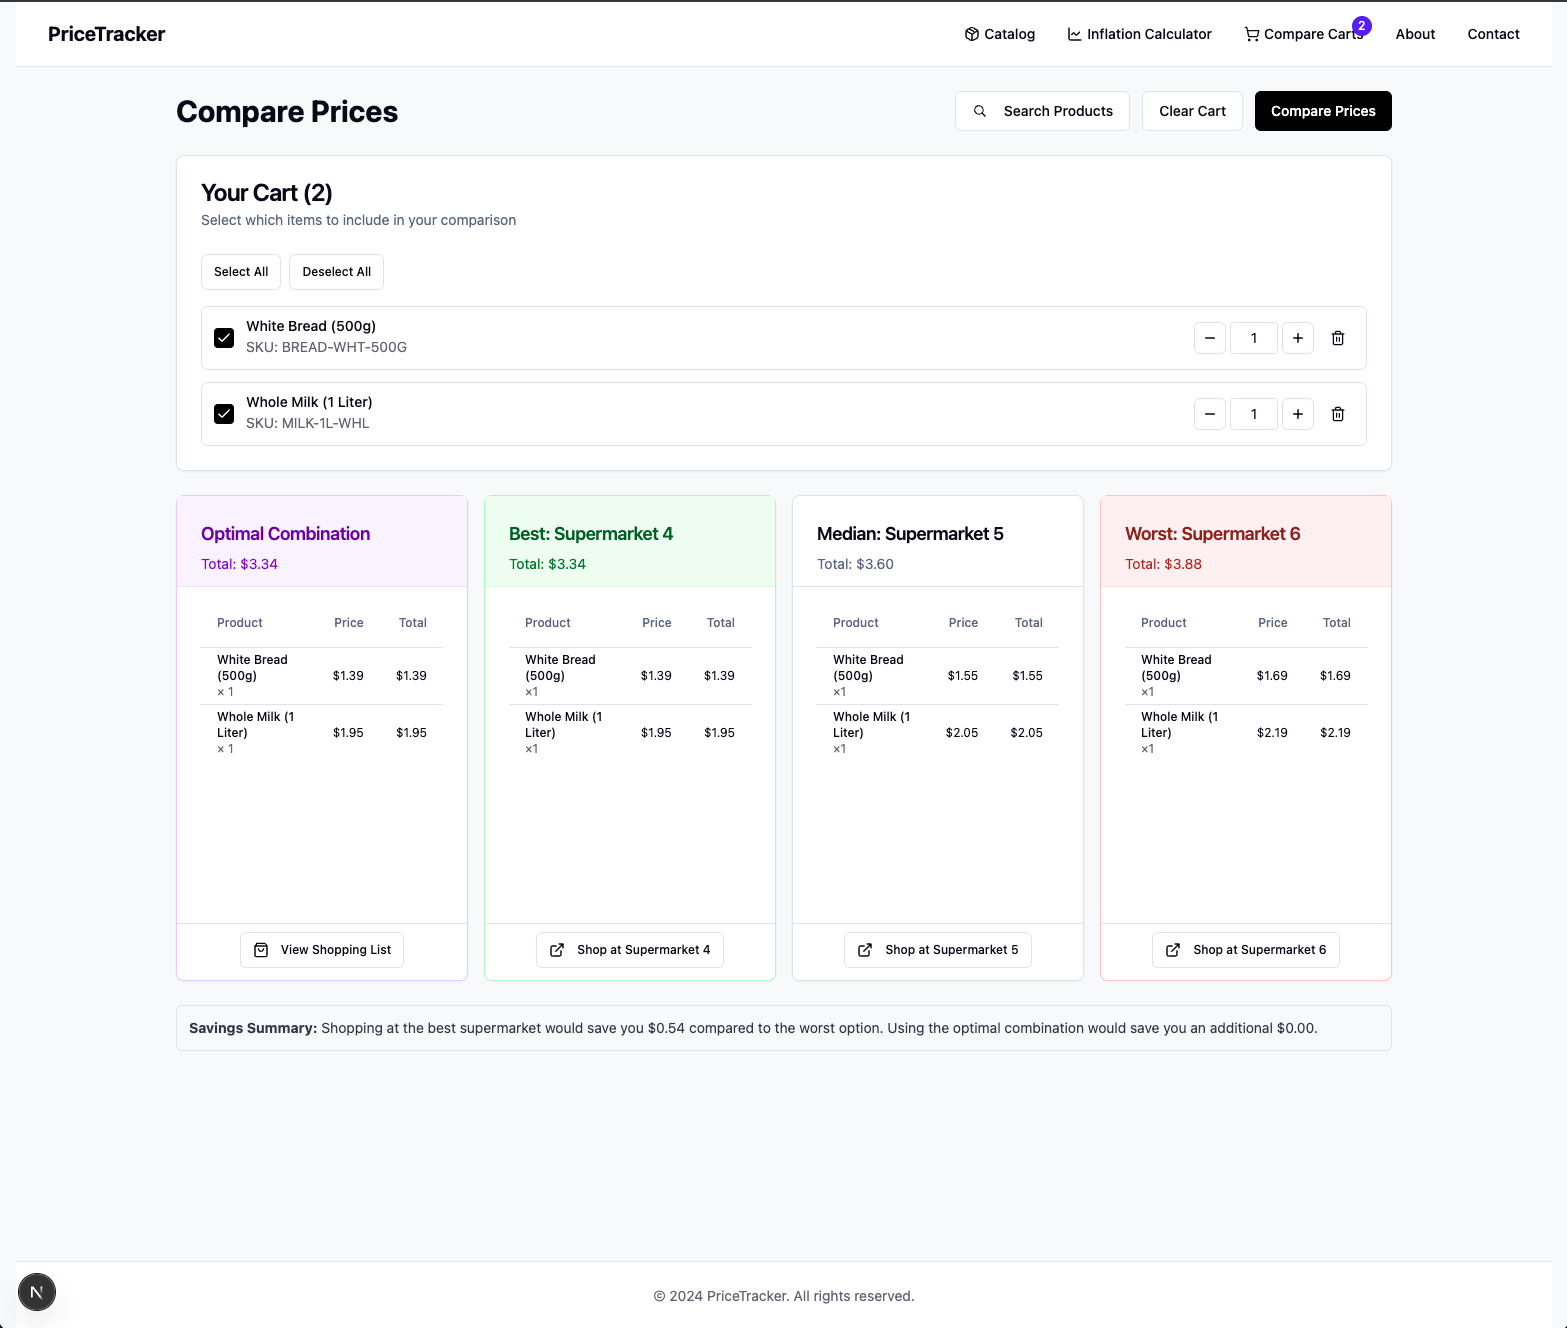 PriceTracker
Catalog
Inflation Calculator
Compare Carts
2
About
Contact
Compare Prices
Search Products
Clear Cart
Compare Prices
Your Cart (2)
Select which items to include in your comparison
Select All
Deselect All
White Bread (500g)
SKU: BREAD-WHT-500G
1
Whole Milk (1 Liter)
SKU: MILK-1L-WHL
1
Optimal Combination
Total: $3.34
Product Price Total
White Bread
(500g) $1.39 $1.39
× 1
Whole Milk (1
Liter) $1.95 $1.95
× 1
View Shopping List
Best: Supermarket 4
Total: $3.34
Product Price Total
White Bread
(500g) $1.39 $1.39
×1
Whole Milk (1
Liter) $1.95 $1.95
×1
Shop at Supermarket 4
Median: Supermarket 5
Total: $3.60
Product Price Total
White Bread
(500g) $1.55 $1.55
×1
Whole Milk (1
Liter) $2.05 $2.05
×1
Shop at Supermarket 5
Worst: Supermarket 6
Total: $3.88
Product Price Total
White Bread
(500g) $1.69 $1.69
×1
Whole Milk (1
Liter) $2.19 $2.19
×1
Shop at Supermarket 6
Savings Summary: Shopping at the best supermarket would save you $0.54 compared to the worst option. Using the optimal combination would save you an additional $0.00.
N
© 2024 PriceTracker. All rights reserved.